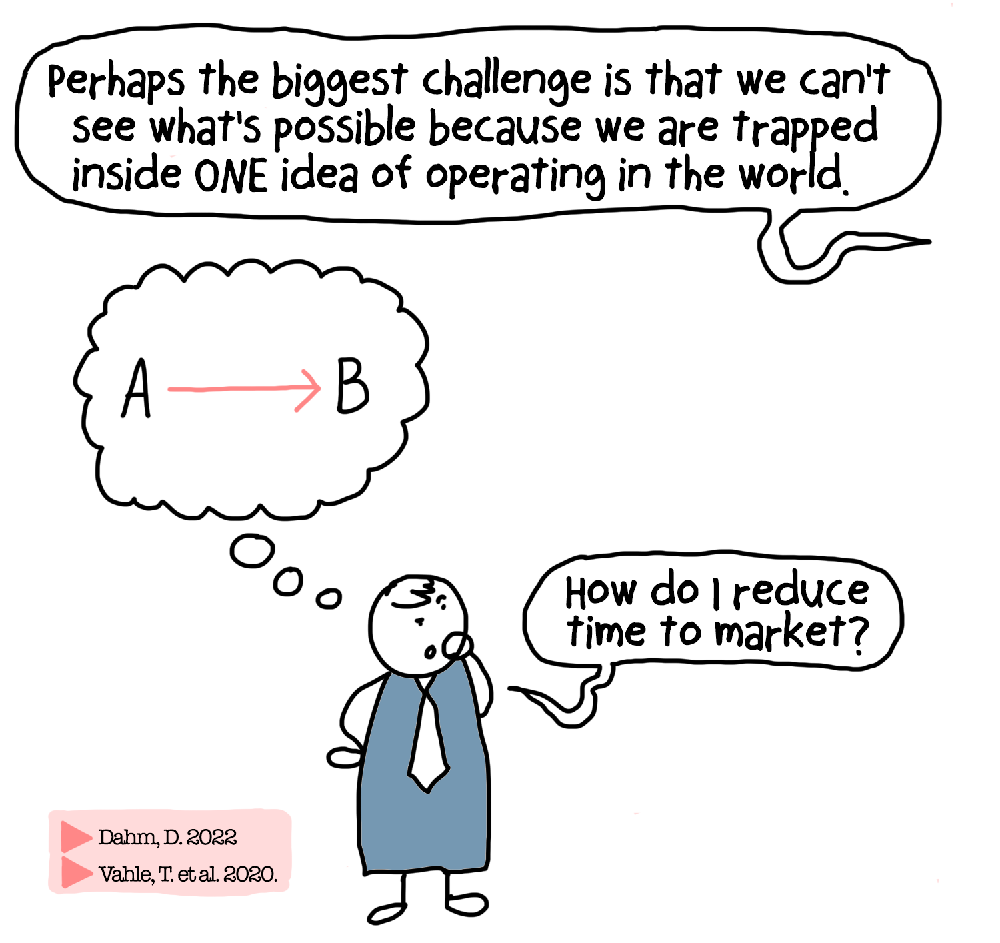 Perhaps the biggest challenge is that we can't
see what's possible because we are trapped
inside ONE idea of operating in the world.
A B
How do I reduce
time to market?
Dahm, D. 2022
Vahle, T. et al. 2020.